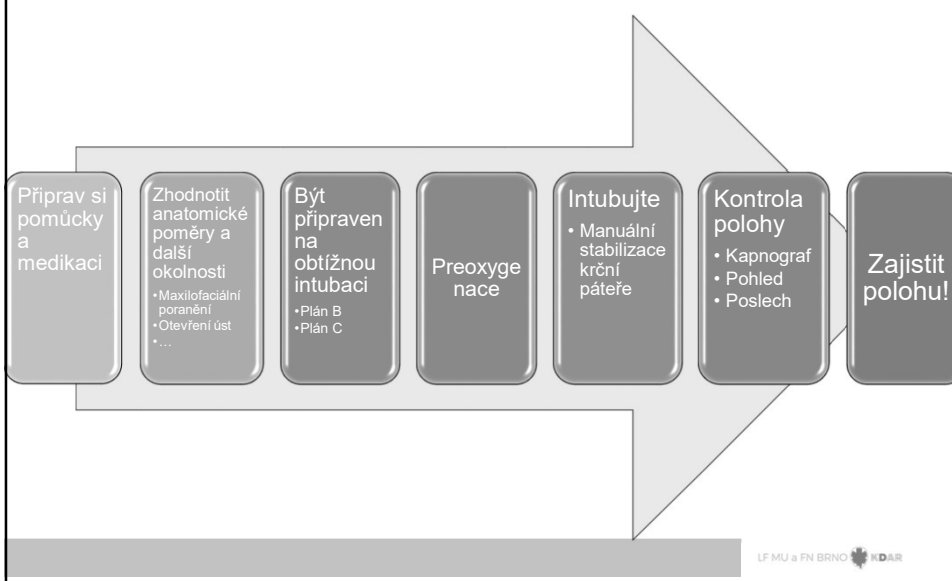 Připrav si
pomůcky
a
medikaci
Zhodnotit
anatomické
poměry a
další
okolnosti
•Maxilofaciální
poranění
•Otevření úst
•…
Být
připraven
na
obtížnou
intubaci
•Plán B
•Plán C
Preoxyge
nace
Intubujte
• Manuální
stabilizace
krční
páteře
Kontrola
polohy
• Kapnograf
• Pohled
• Poslech
Zajistit
polohu!
LF MU a FN BRNO KDAR